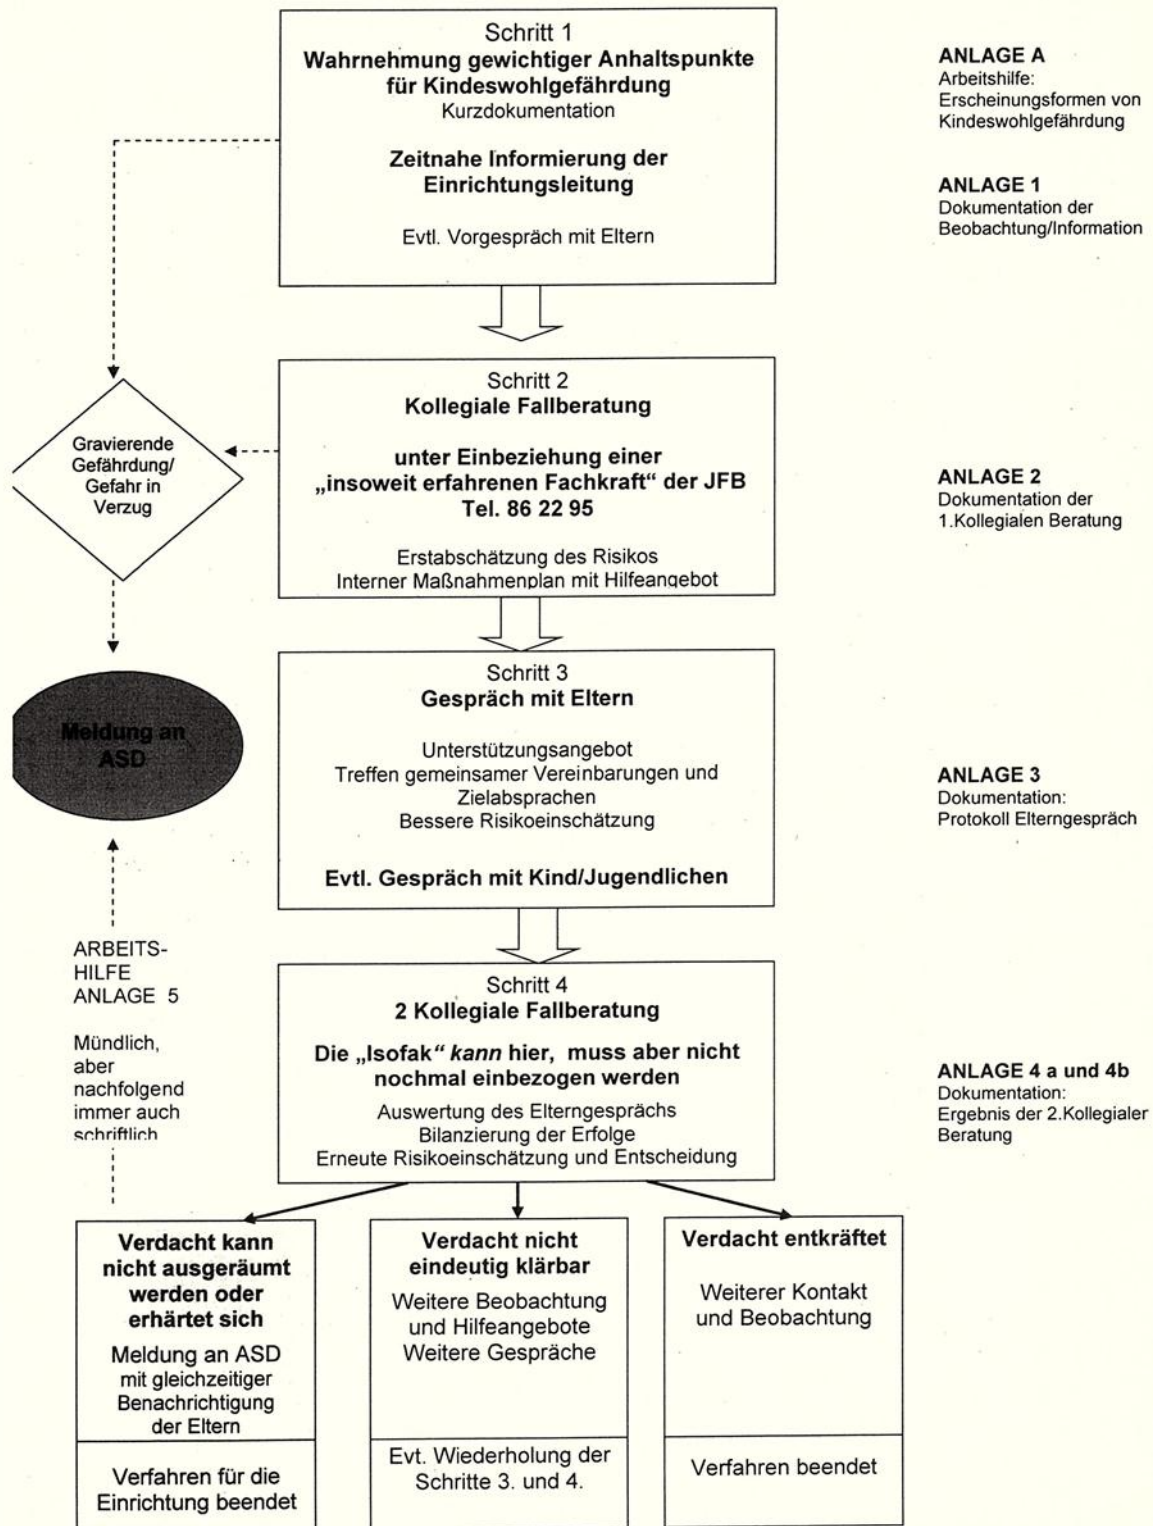 Schritt 1
Wahrnehmung gewichtiger Anhaltspunkte
für Kindeswohlgefährdung
Kurzdokumentation
Zeitnahe Informierung der
Einrichtungsleitung
Evtl. Vorgespräch mit Eltern
ANLAGE A
Arbeitshilfe:
Erscheinungsformen von
Kindeswohlgefährdung
ANLAGE 1
Dokumentation der
Beobachtung/Information
Gravierende
Gefährdung/
Gefahr in
Verzug
Schritt 2
Kollegiale Fallberatung
unter Einbeziehung einer
„insoweit erfahrenen Fachkraft“ der JFB
Tel. 86 22 95
Erstabschätzung des Risikos
Interner Maßnahmenplan mit Hilfeangebot
ANLAGE 2
Dokumentation der
1.Kollegialen Beratung
Meldung an
ASD
Schritt 3
Gespräch mit Eltern
Unterstützungsangebot
Treffen gemeinsamer Vereinbarungen und
Zielabsprachen
Bessere Risikoeinschätzung
Evtl. Gespräch mit Kind/Jugendlichen
ANLAGE 3
Dokumentation:
Protokoll Elterngespräch
ARBEITS-
HILFE
ANLAGE 5
Mündlich,
aber
nachfolgend
immer auch
schriftlich
Schritt 4
2 Kollegiale Fallberatung
Die „Isofak“ kann hier, muss aber nicht
nochmal einbezogen werden
Auswertung des Elterngesprächs
Bilanzierung der Erfolge
Erneute Risikoeinschätzung und Entscheidung
ANLAGE 4 a und 4b
Dokumentation:
Ergebnis der 2.Kollegialer
Beratung
Verdacht kann
nicht ausgeräumt
werden oder
erhärtet sich
Meldung an ASD
mit gleichzeitiger
Benachrichtigung
der Eltern
Verfahren für die
Einrichtung beendet
Verdacht nicht
eindeutig klärbar
Weitere Beobachtung
und Hilfeangebote
Weitere Gespräche
Evt. Wiederholung der
Schritte 3. und 4.
Verdacht entkräftet
Weiterer Kontakt
und Beobachtung
Verfahren beendet